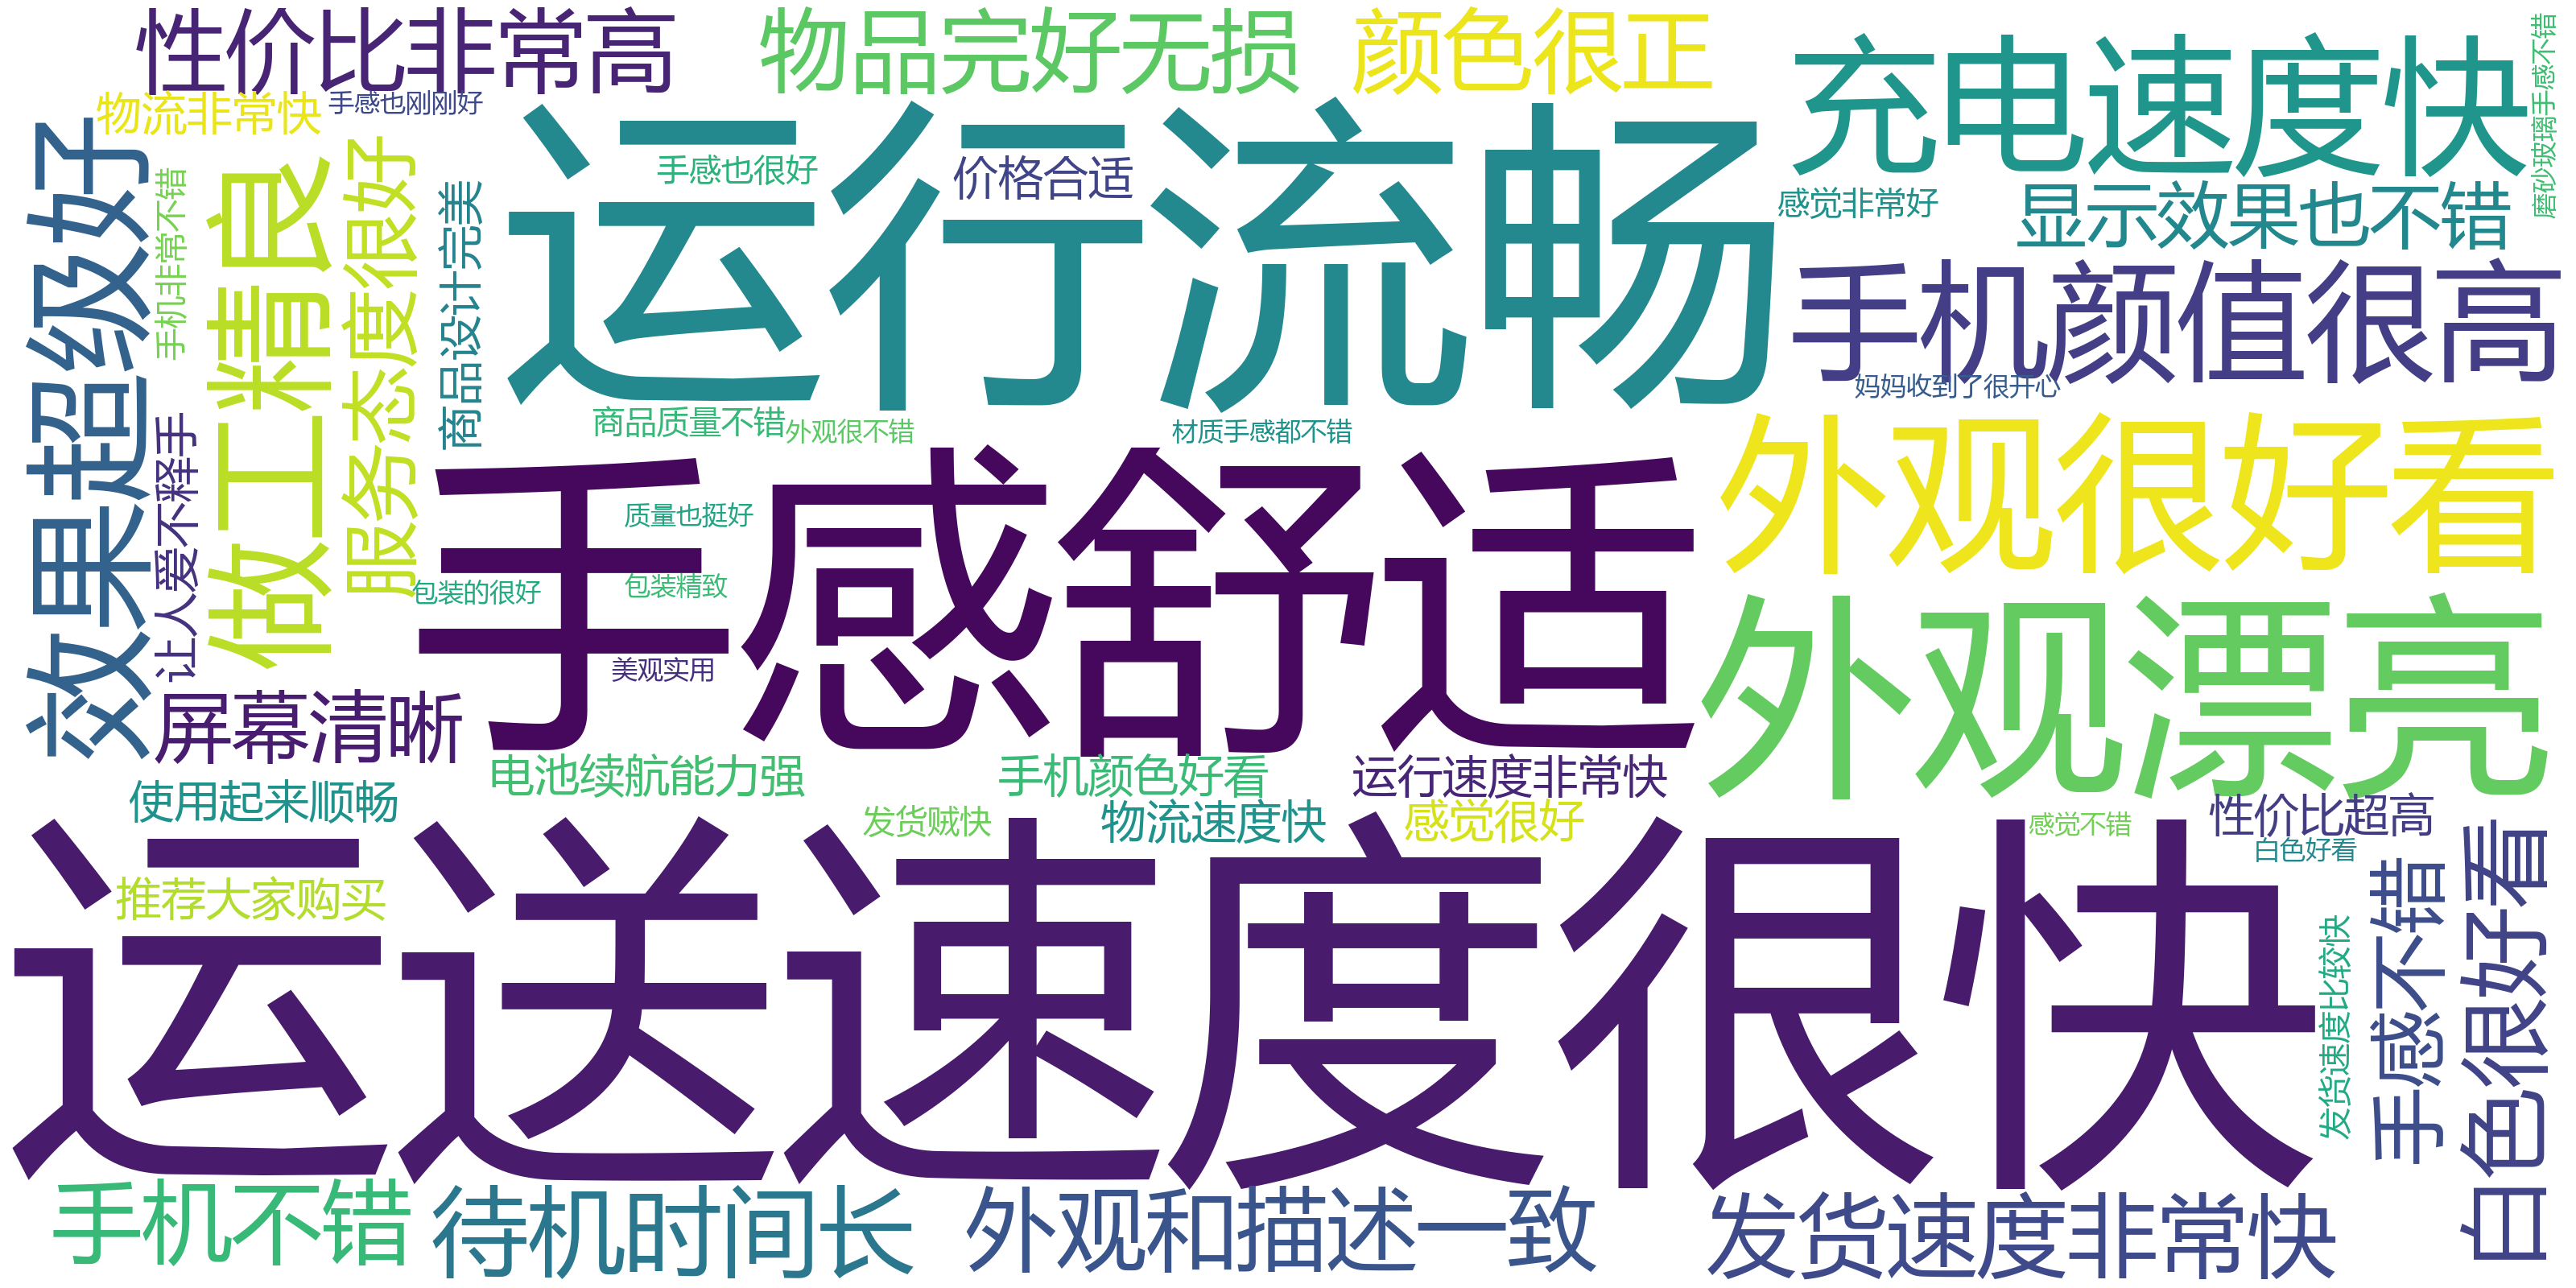 性价比非常高
物品完好无损
颜色很正
充电速度快
磨砂玻璃手感不错
物流非常快
手感也刚刚好
运行流畅
手感也很好
价格合适
感觉非常好
显示效果也不错
效果超级好
手机非常不错
做工精良
服务态度很好
商品设计完美
手机颜值很高
妈妈收到了很开心
商品质量不错
外观很不错
材质手感都不错
外观很好看
让人爱不释手
手感舒适
质量也挺好
包装的很好
包装精致
美观实用
外观漂亮
屏幕清晰
电池续航能力强
手机颜色好看
运行速度非常快
使用起来顺畅
发货贼快
物流速度快
感觉很好
感觉不错
性价比超高
白色好看
运送速度很快
推荐大家购买
发货速度比较快
手感不错
白色很好看
手机不错
待机时间长
外观和描述一致
发货速度非常快